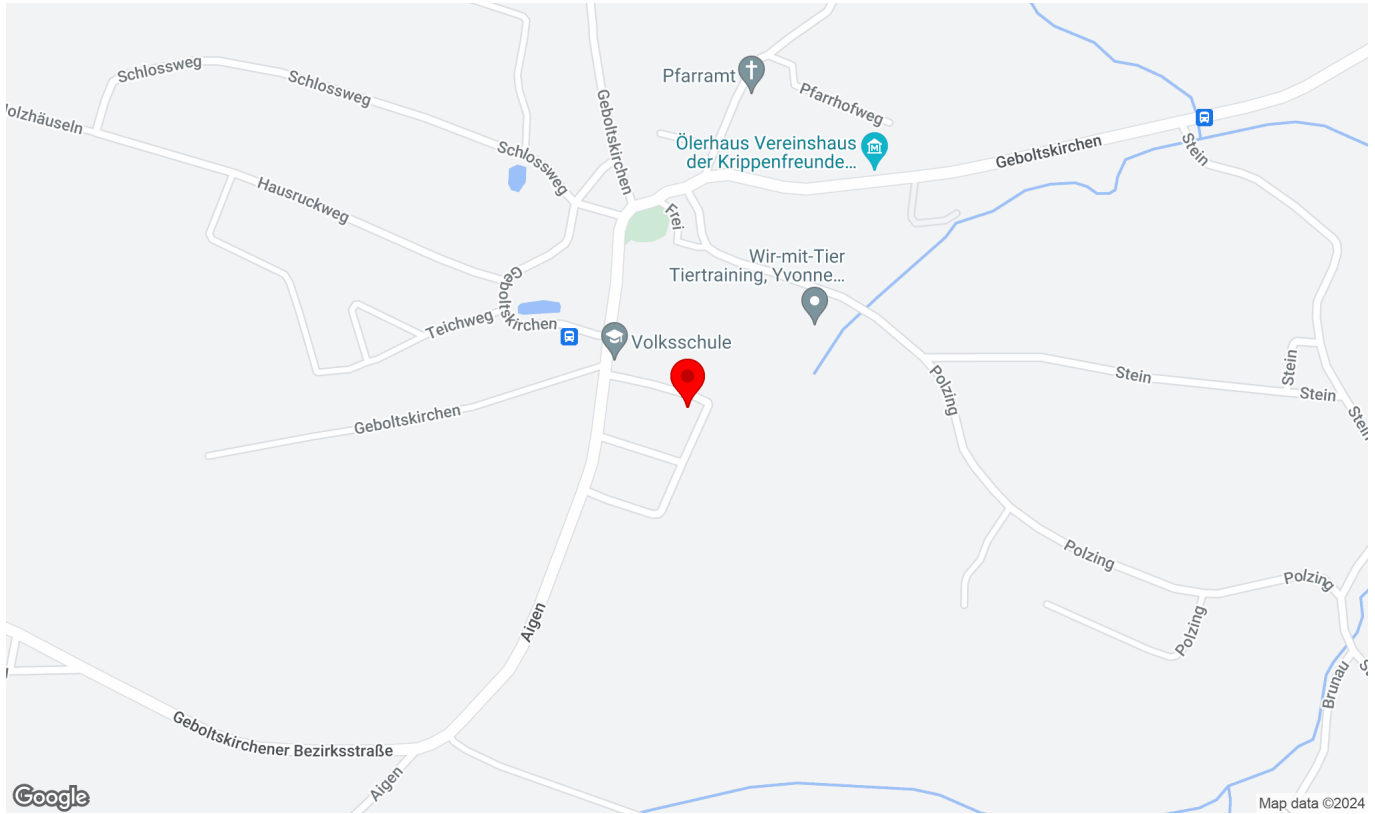 Schlossweg
Schlossweg
Pfarramt
Pfarrhofweg
Geboltskirchen
Holzhäuseln
Ölerhaus Vereinshaus
der Krippenfreunde...
Geboltskirchen
Stein
Schlossweg
Hausruckweg
Frei
Wir-mit-Tier
Tiertraining, Yvonne...
Geboltskirchen
Teichweg
Volksschule
Geboltskirchen
Polzing
Stein
Stein
Stein
Stein
Polzing
Polzing
Polzing
Aigen
Brunau
Geboltskirchener Bezirksstraße
Aigen
Google
Map data ©2024